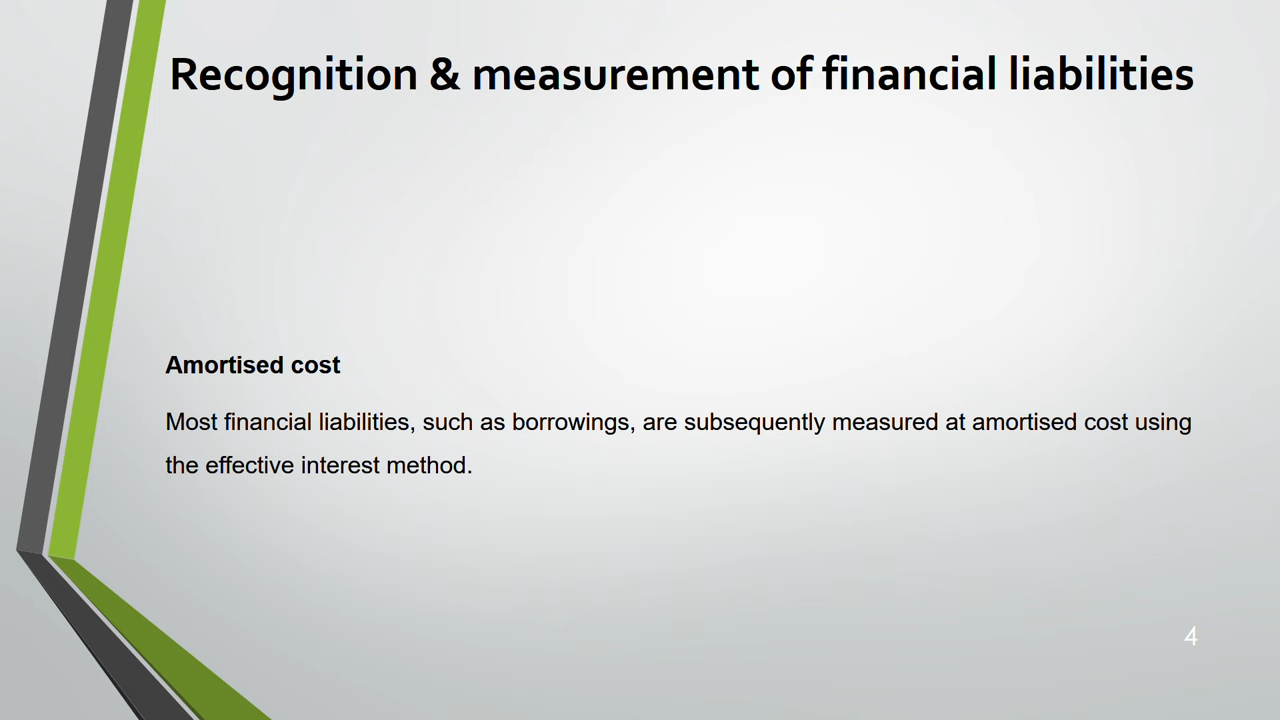 Recognition & measurement of financial liabilities
Amortised cost
Most financial liabilities, such as borrowings, are subsequently measured at amortised cost using
the effective interest method.
4